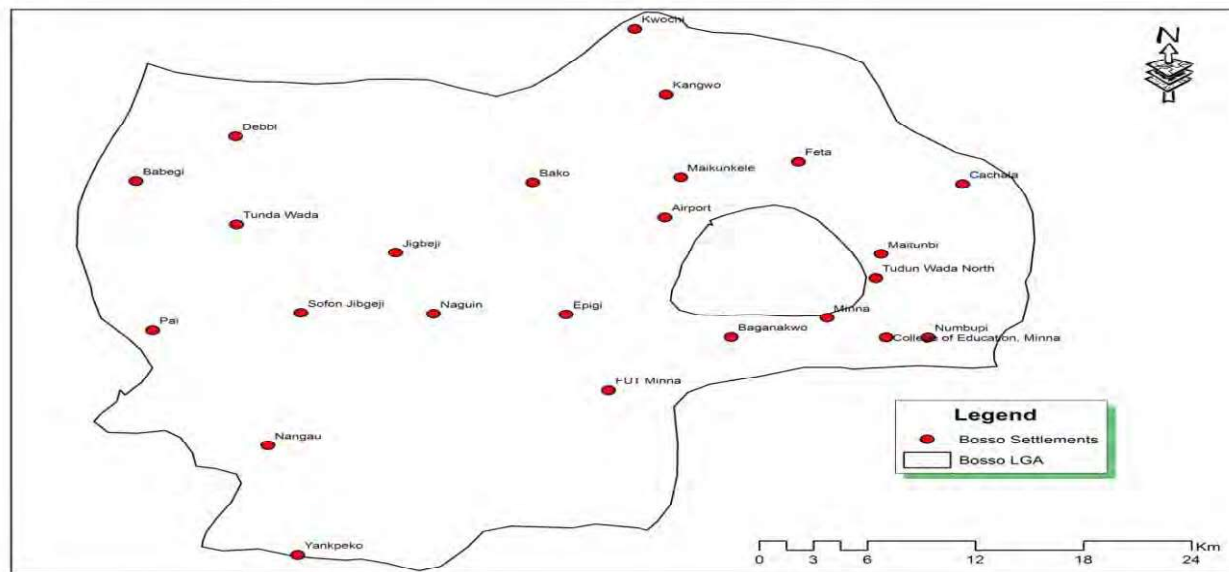 Kwochi
N
Kangwo
Debbi
Feta
Babegi
Bako
Maikunkele
Cachala
Airport
Tunda Wada
Jigbeji
Maitunbi
Tudun Wada North
Sofon Jibgeji
Naguin
Epigi
Minna
Pai
Baganakwo
Numbupi
College of Education, Minna
FUT Minna
Legend
Bosso Settlements
Bosso LGA
Nangau
Yankpeko
Km
0 3 6 12 18 24